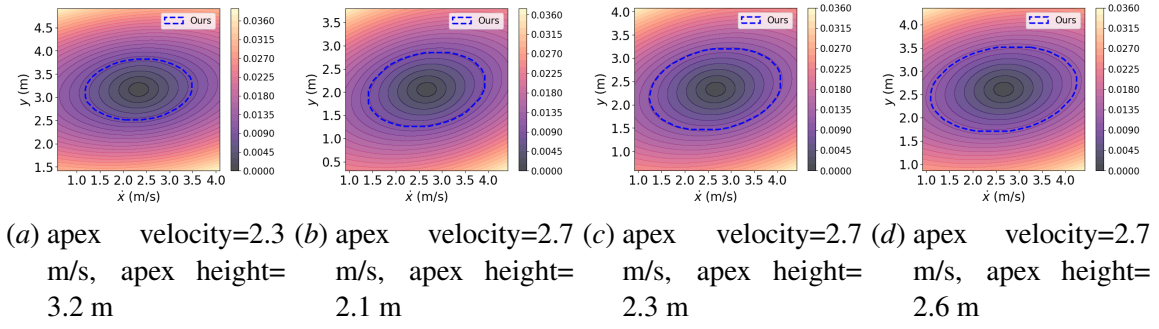 4.5
4.0
3.5
3.0
2.5
2.0
1.5
y (m)
1.0 1.5 2.0 2.5 3.0 3.5 4.0
ẋ (m/s)
Ours
0.0360
0.0315
0.0270
0.0225
0.0180
0.0135
0.0090
0.0045
0.0000
3.5
3.0
2.5
2.0
1.5
1.0
0.5
y (m)
1.0 1.5 2.0 2.5 3.0 3.5 4.0
ẋ (m/s)
Ours
0.0360
0.0315
0.0270
0.0225
0.0180
0.0135
0.0090
0.0045
0.0000
4.0
3.5
3.0
2.5
2.0
1.5
1.0
y (m)
1.0 1.5 2.0 2.5 3.0 3.5 4.0
ẋ (m/s)
Ours
0.0360
0.0315
0.0270
0.0225
0.0180
0.0135
0.0090
0.0045
0.0000
4.0
3.5
3.0
2.5
2.0
1.5
1.0
y (m)
1.0 1.5 2.0 2.5 3.0 3.5 4.0
ẋ (m/s)
Ours
0.0360
0.0315
0.0270
0.0225
0.0180
0.0135
0.0090
0.0045
0.0000
(a) apex velocity=2.3
m/s, apex height=
3.2 m
(b) apex velocity=2.7
m/s, apex height=
2.1 m
(c) apex velocity=2.7
m/s, apex height=
2.3 m
(d) apex velocity=2.7
m/s, apex height=
2.6 m